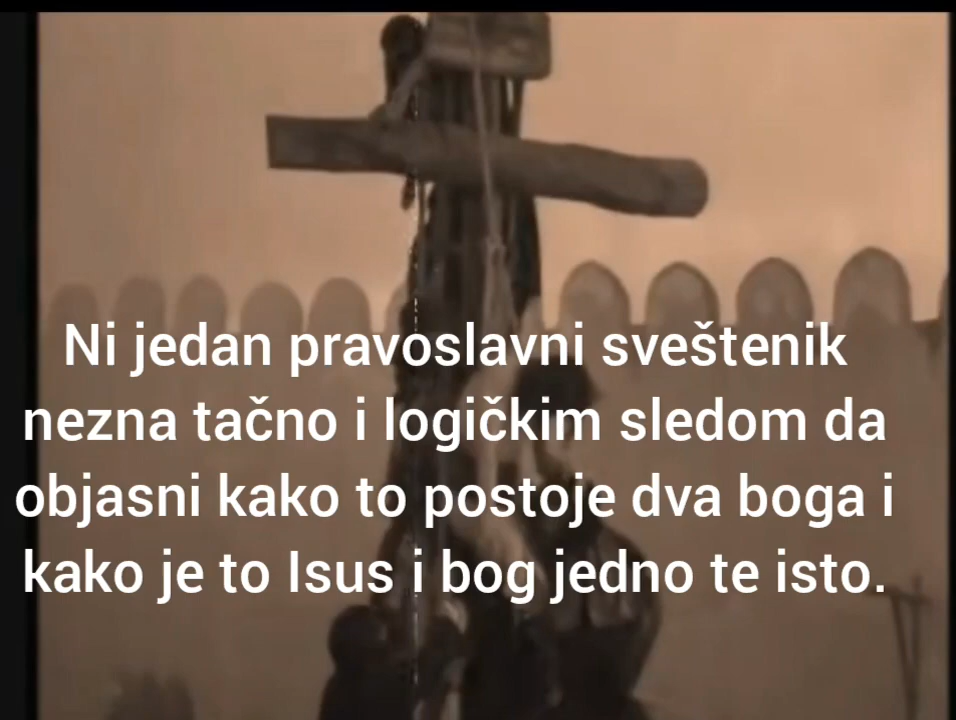 Ni jedan pravoslavni sveštenik
nezna tačno i logičkim sledom da
objasni kako to postoje dva boga i
kako je to Isus i bog jedno te isto.